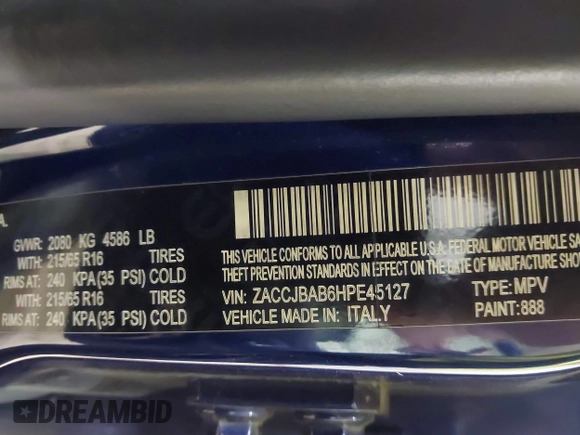 A
GVWR: 2080 KG 4586 LB
WITH: 215/65 R16 TIRES
RIMS AT: 240 KPA(35 PSI) COLD
WITH: 215/65 R16 TIRES
RIMS AT: 240 KPA(35 PSI) COLD
THIS VEHICLE CONFORMS TO ALL APPLICABLE U.S.A. FEDERAL MOTOR VEHICLE SA
THEFT PREVENTION STANDARDS IN EFFECT ON THE DATE OF MANUFACTURE SHOW
VIN: ZACCJBAB6HPE45127 TYPE: MPV
VEHICLE MADE IN: ITALY PAINT:888
DREAMBID